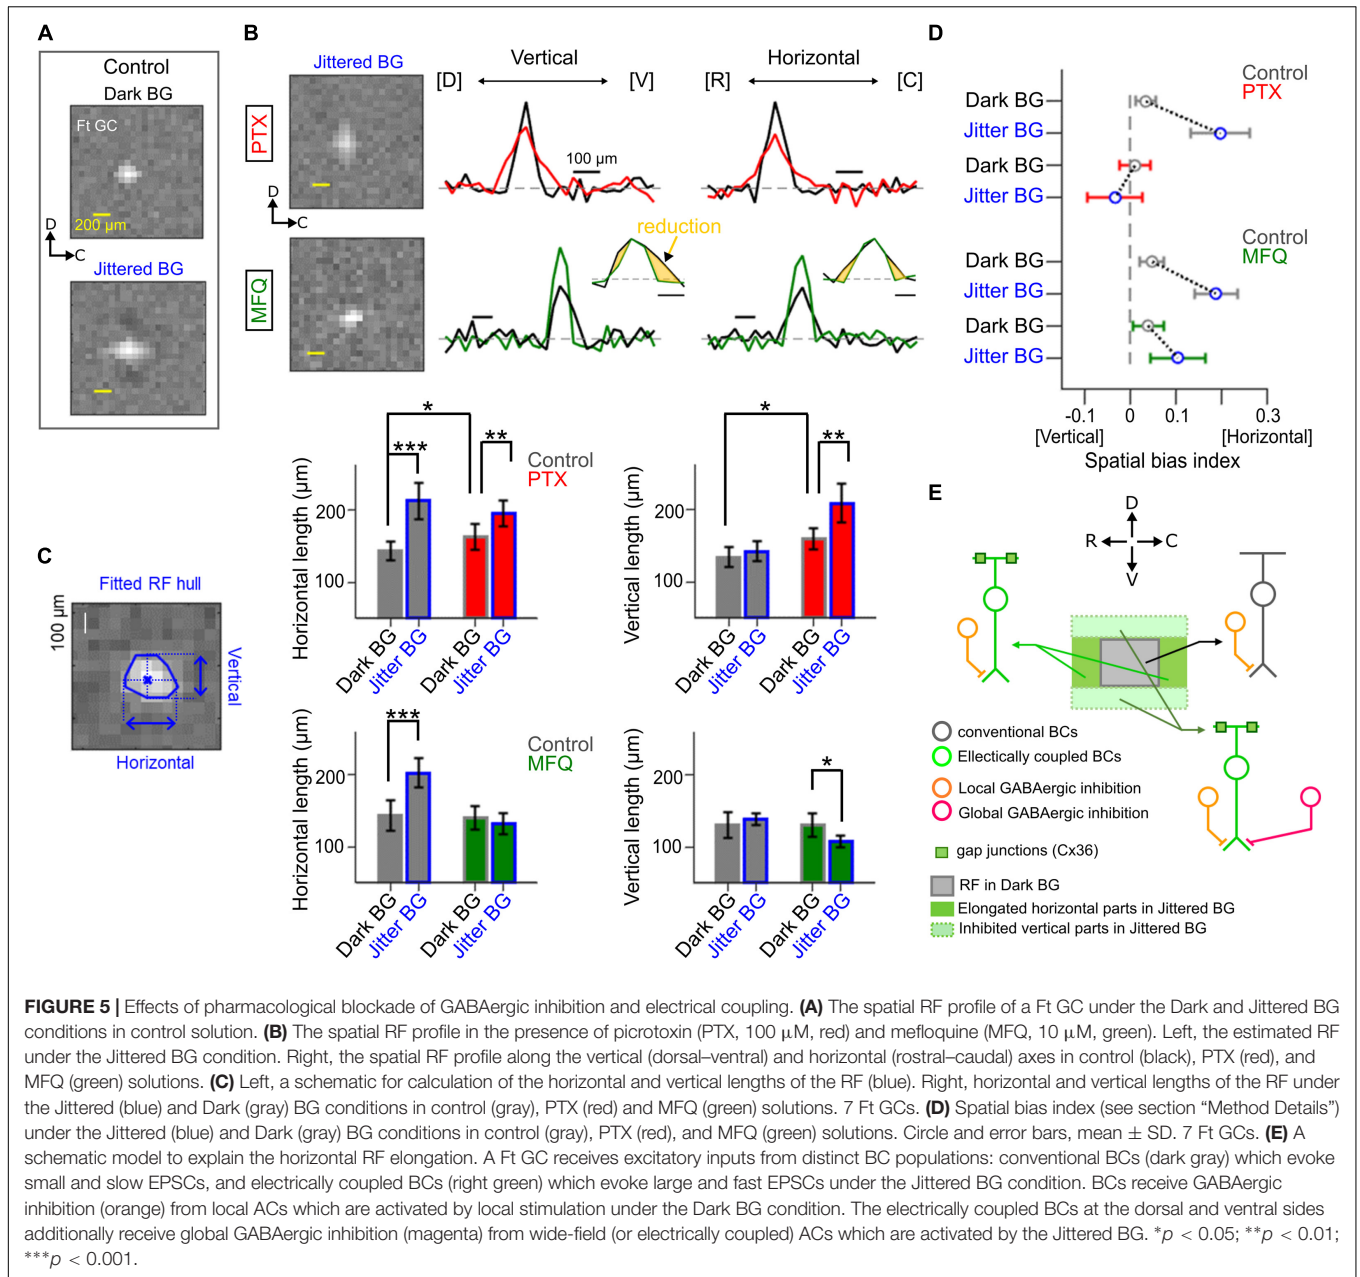 A
Control
Dark BG
Ft GC
200 µm
D
C
Jittered BG
B
Jittered BG
PTX
D
C
MFQ
Vertical
[D] [V]
100 µm
Horizontal
[R] [C]
reduction
C
Fitted RF hull
100 µm
Vertical
Horizontal
Horizontal length (µm)
200
100
* *** **
Control
PTX
Dark BG
Jitter BG
Dark BG
Jitter BG
Vertical length (µm)
200
100
* **
Dark BG
Jitter BG
Dark BG
Jitter BG
Horizontal length (µm)
200
100
***
Control
MFQ
Dark BG
Jitter BG
Dark BG
Jitter BG
Vertical length (µm)
200
100
*
Dark BG
Jitter BG
Dark BG
Jitter BG
D
Control
PTX
Dark BG
Jitter BG
Dark BG
Jitter BG
Control
MFQ
Dark BG
Jitter BG
Dark BG
Jitter BG
-0.1 0 0.1 0.3
[Vertical] [Horizontal]
Spatial bias index
E
D
R C
V
conventional BCs
Ellectically coupled BCs
Local GABAergic inhibition
Global GABAergic inhibition
gap junctions (Cx36)
RF in Dark BG
Elongated horizontal parts in Jittered BG
Inhibited vertical parts in Jittered BG
FIGURE 5 | Effects of pharmacological blockade of GABAergic inhibition and electrical coupling. (A) The spatial RF profile of a Ft GC under the Dark and Jittered BG
conditions in control solution. (B) The spatial RF profile in the presence of picrotoxin (PTX, 100 µM, red) and mefloquine (MFQ, 10 µM, green). Left, the estimated RF
under the Jittered BG condition. Right, the spatial RF profile along the vertical (dorsal–ventral) and horizontal (rostral–caudal) axes in control (black), PTX (red), and
MFQ (green) solutions. (C) Left, a schematic for calculation of the horizontal and vertical lengths of the RF (blue). Right, horizontal and vertical lengths of the RF under
the Jittered (blue) and Dark (gray) BG conditions in control (gray), PTX (red) and MFQ (green) solutions. 7 Ft GCs. (D) Spatial bias index (see section “Method Details”)
under the Jittered (blue) and Dark (gray) BG conditions in control (gray), PTX (red), and MFQ (green) solutions. Circle and error bars, mean ± SD. 7 Ft GCs. (E) A
schematic model to explain the horizontal RF elongation. A Ft GC receives excitatory inputs from distinct BC populations: conventional BCs (dark gray) which evoke
small and slow EPSCs, and electrically coupled BCs (right green) which evoke large and fast EPSCs under the Jittered BG condition. BCs receive GABAergic
inhibition (orange) from local ACs which are activated by local stimulation under the Dark BG condition. The electrically coupled BCs at the dorsal and ventral sides
additionally receive global GABAergic inhibition (magenta) from wide-field (or electrically coupled) ACs which are activated by the Jittered BG. *p < 0.05; **p < 0.01;
***p < 0.001.